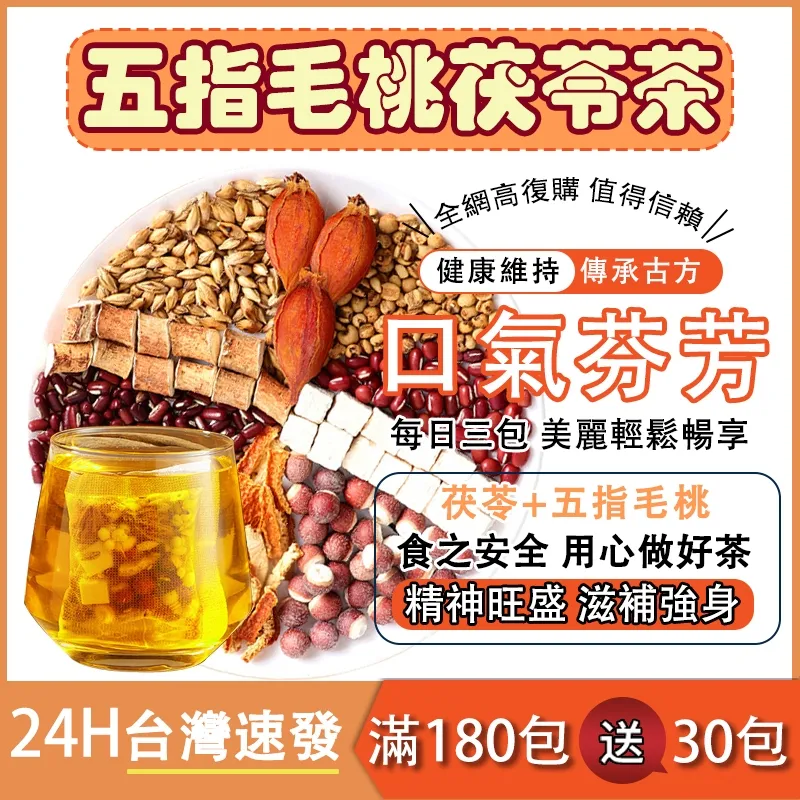 五指毛桃茯苓茶
全網高復購 值得信賴
健康維持 傳承古方
口氣芬芳
每日三包 美麗輕鬆暢享
茯苓+五指毛桃
食之安全 用心做好茶
精神旺盛 滋補強身
24H台灣速發 滿180包 送 30包